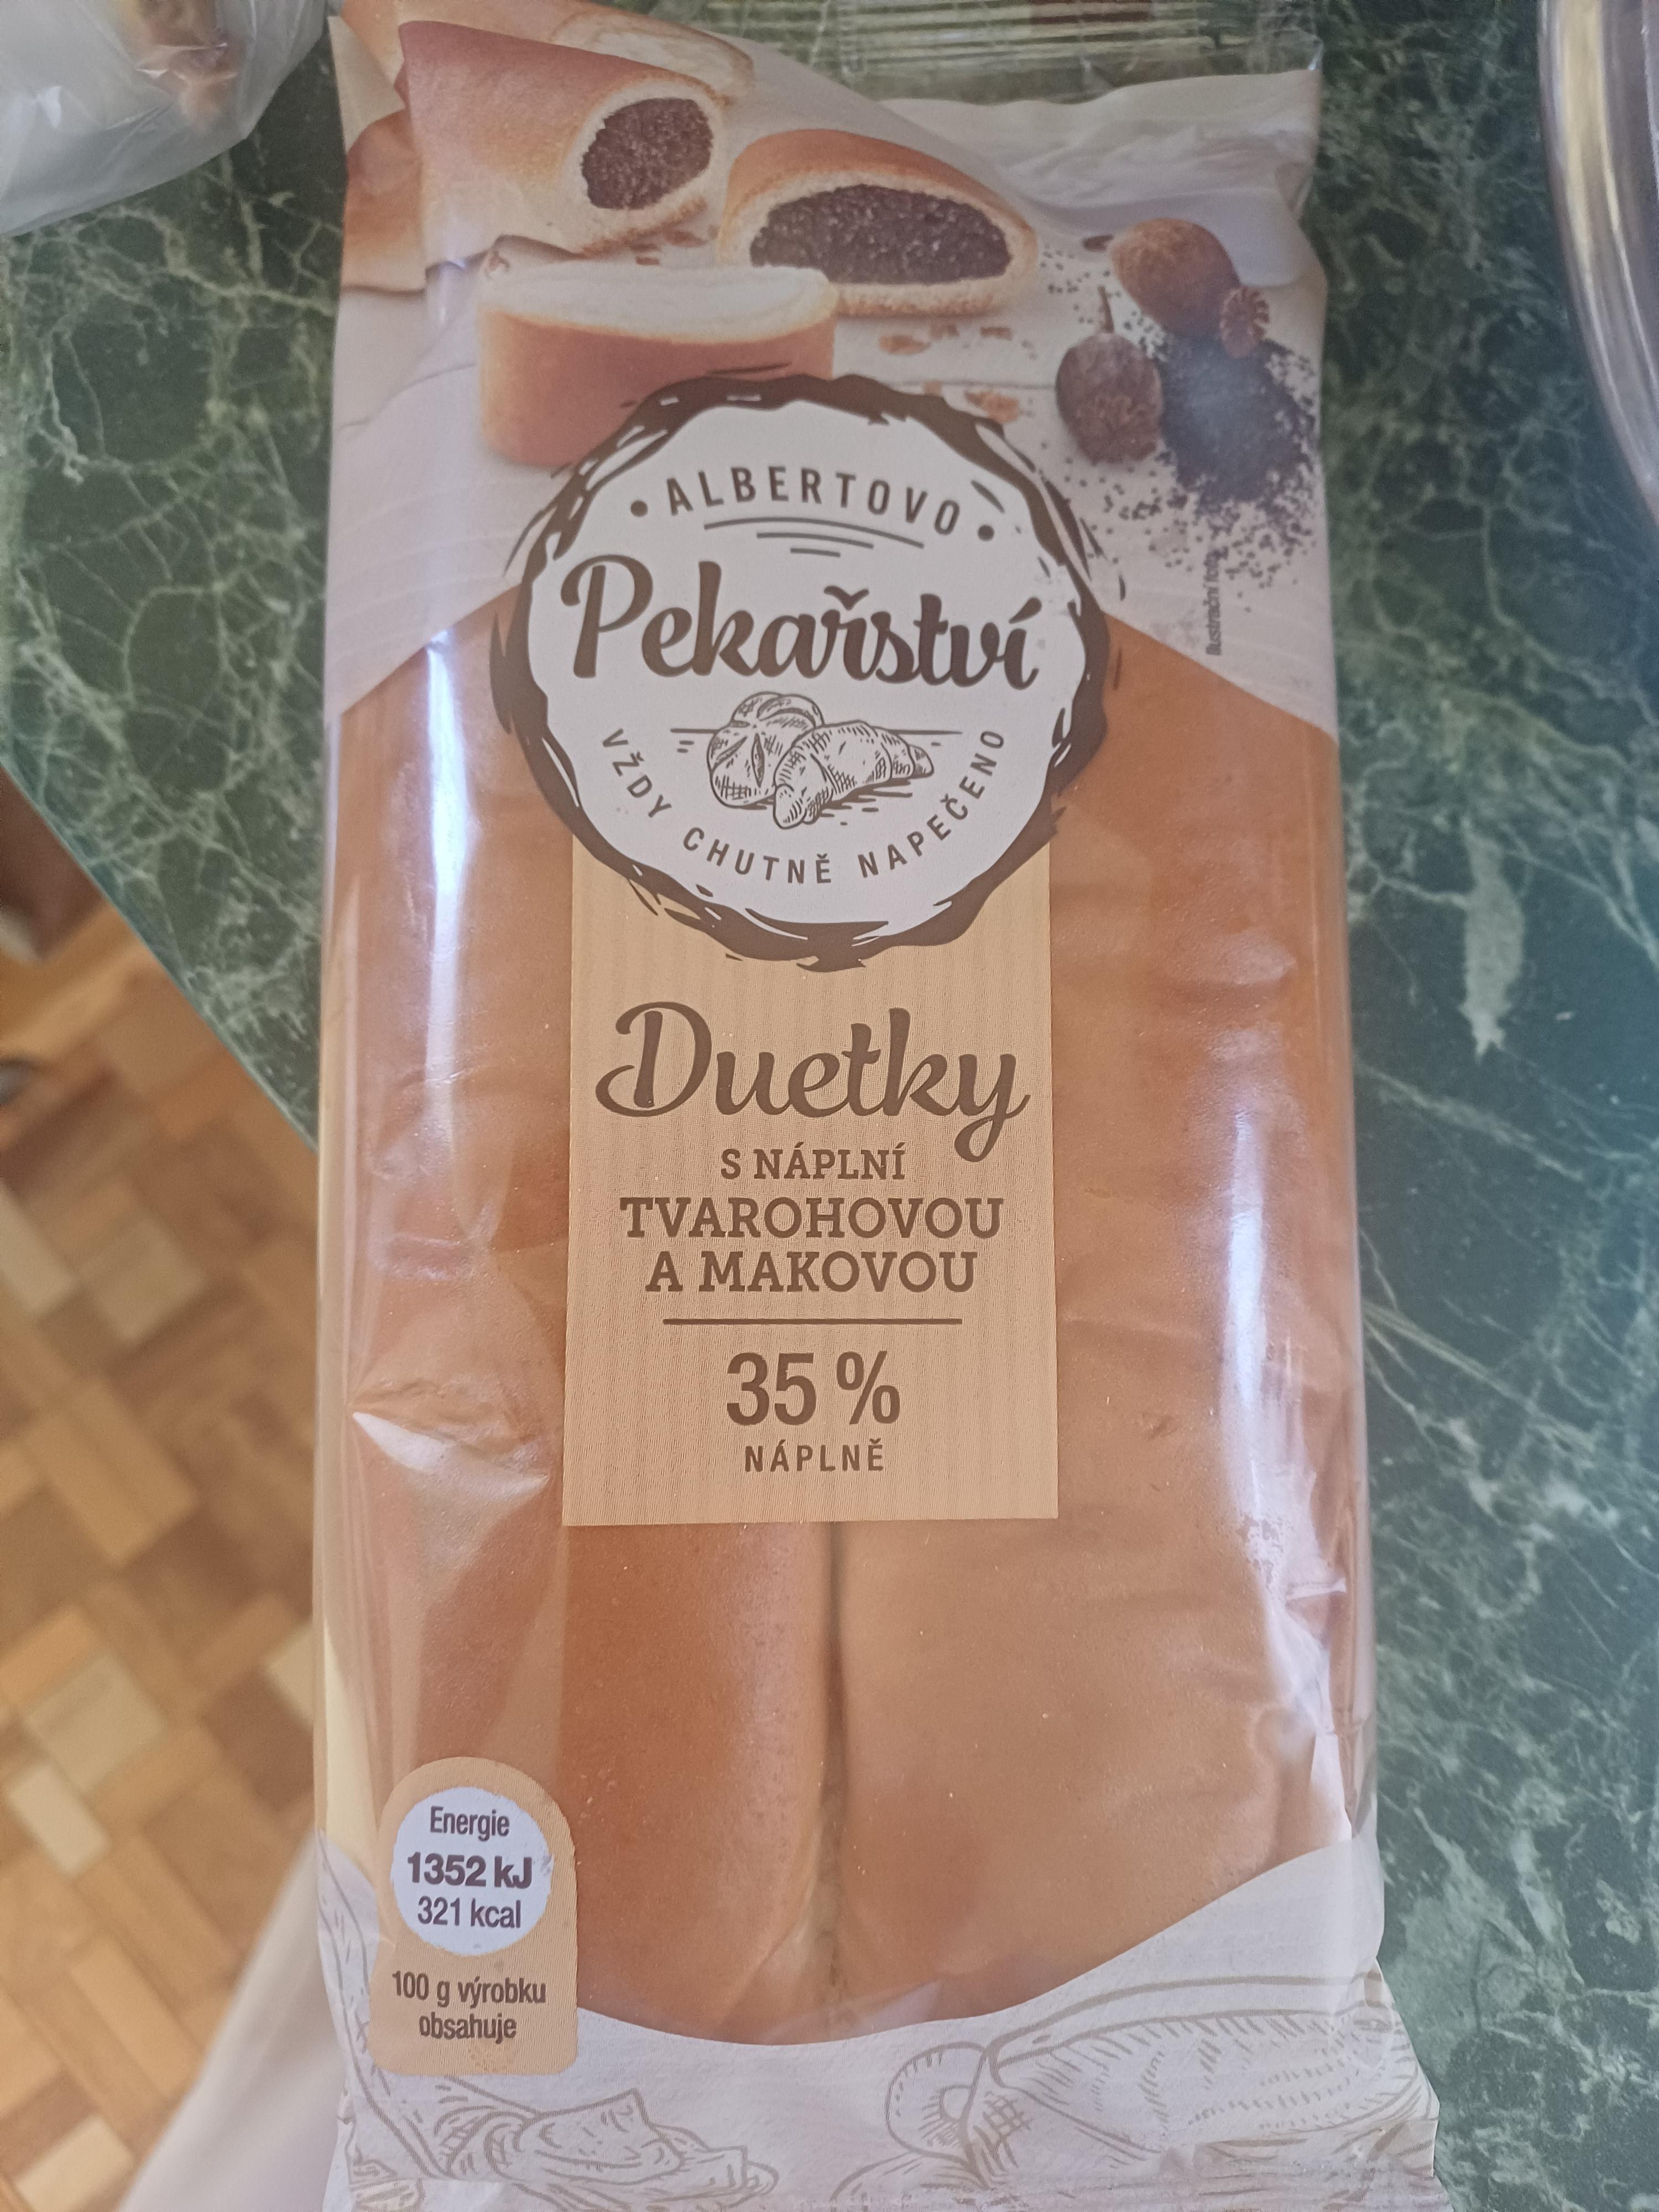 ALBERTOVO
Pekařství
VŽDY CHUTNĚ NAPEČENO
Ilustrační foto
Duetky
S NÁPLNÍ
TVAROHOVOU
A MAKOVOU
35 %
NÁPLNĚ
Energie
1352 kJ
321 kcal
100 g výrobku
obsahuje